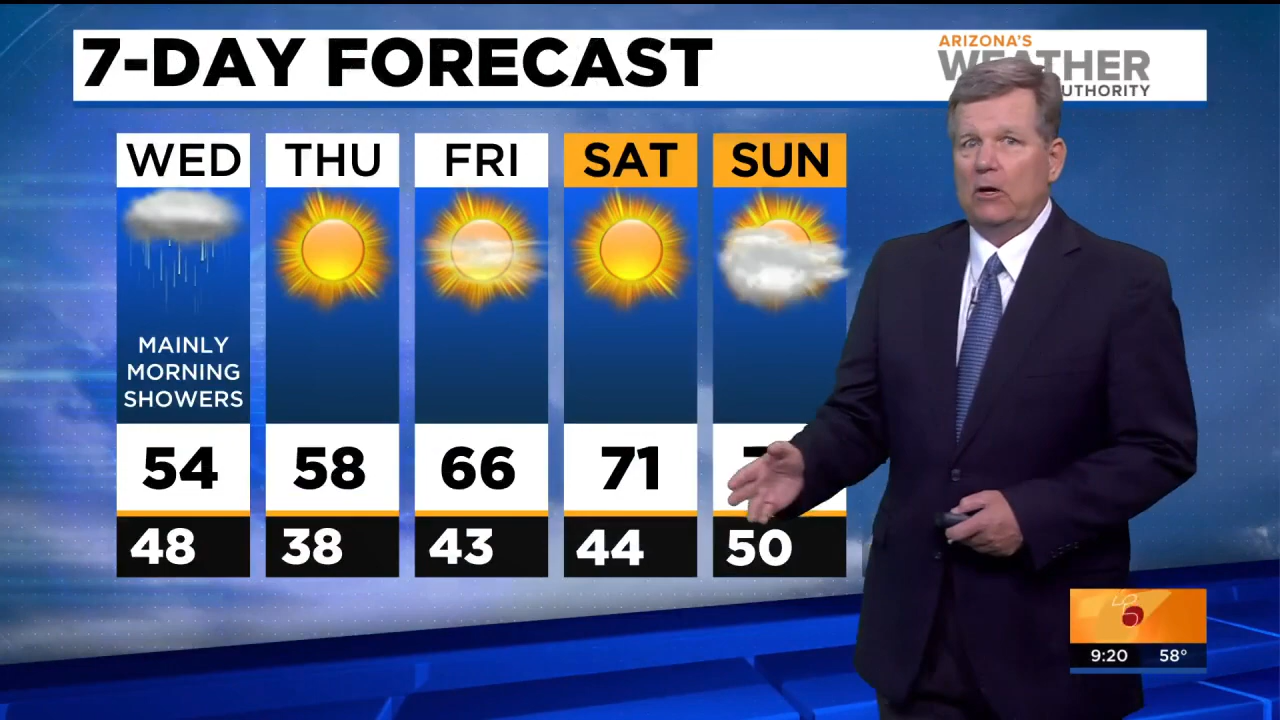 7-DAY FORECAST
ARIZONA'S
WEATHER
AUTHORITY
WED THU FRI SAT SUN
MAINLY
MORNING
SHOWERS
54 58 66 71
48 38 43 44 50
9:20 58°